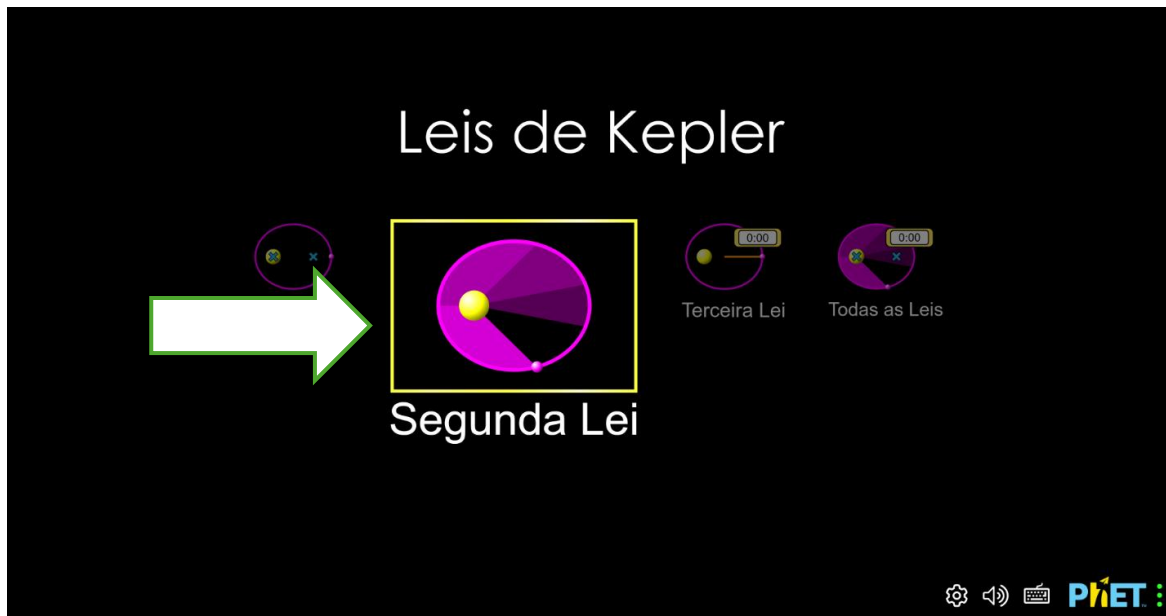 Leis de Kepler
0:00
0:00
Terceira Lei
Todas as Leis
Segunda Lei
PhET